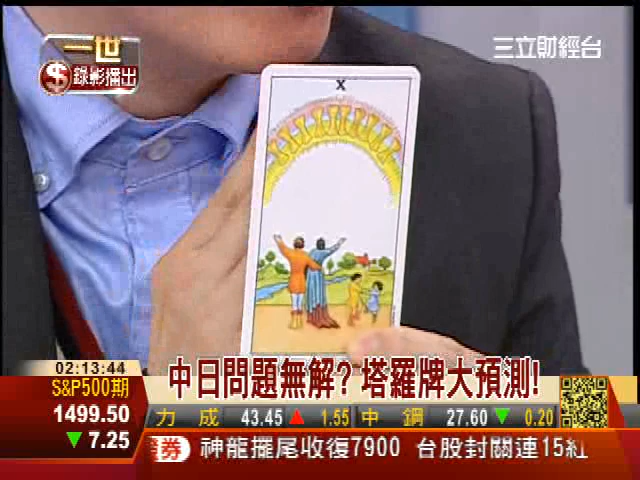 一世
錄影播出
三立財經台
X
中日問題無解?塔羅牌大預測!
02:13:44
S&P500期
1499.50
▼7.25
力成 43.45▲1.55 中鋼 27.60▼0.20
券 神龍擺尾收復7900 台股封關連15紅